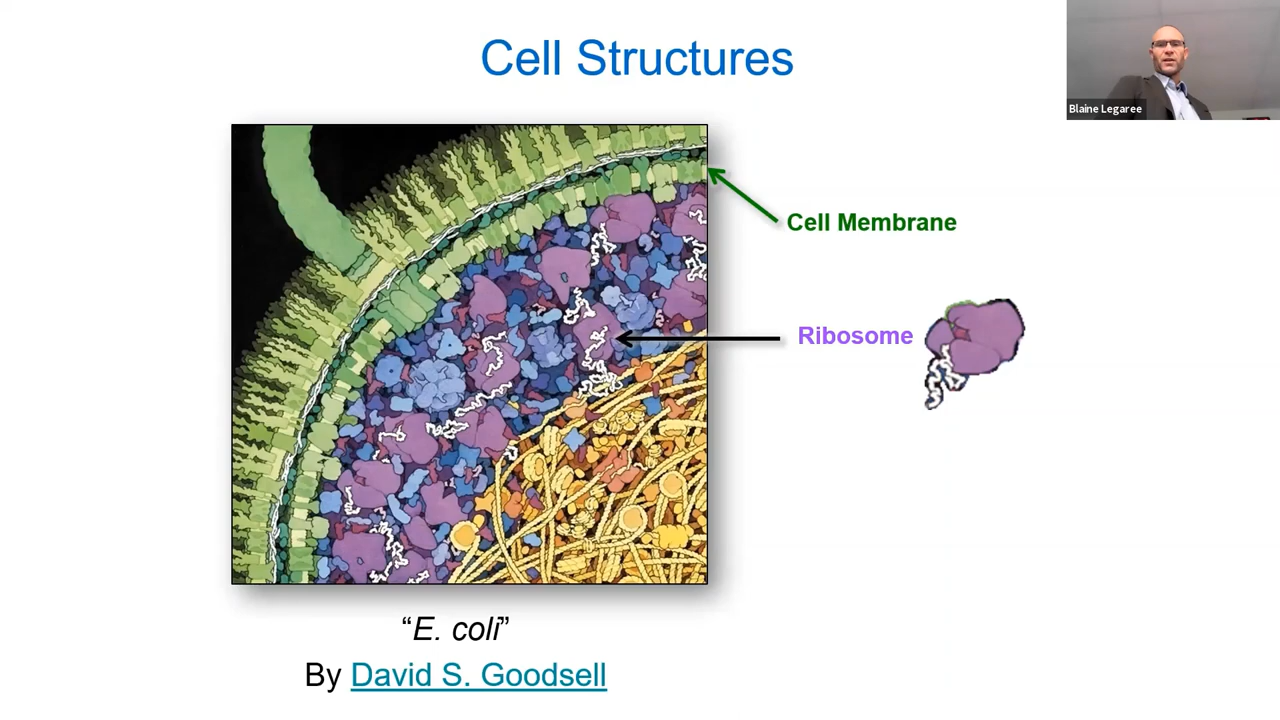 Cell Structures
Blaine Legaree
Cell Membrane
Ribosome
“E. coli”
By David S. Goodsell